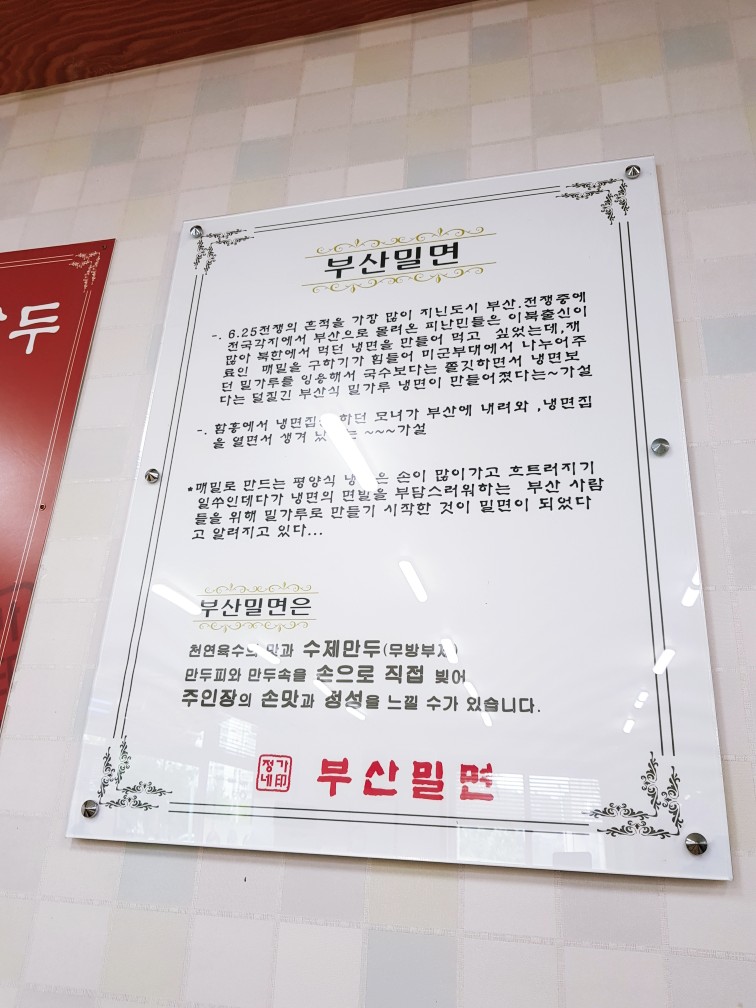 두
부산밀면
-. 6.25전쟁의 흔적을 가장 많이 지닌도시 부산.전쟁중에
전국각지에서 부산으로 몰려온 피난민들은 이북출신이
많아 북한에서 먹던 냉면을 만들어 먹고 싶었는데,재
료인 매밀을 구하기가 힘들어 미군부대에서 나누어주
던 밀가루를 잉용해서 국수보다는 쫄깃하면서 냉면보
다는 덜질긴 부산식 밀가루 냉면이 만들어졌다는~가설
-. 함흥에서 하던 모녀가 부산에 내려와 ,냉면집
을 열면서 생겨 ~~~가설
*매밀로 만드는 평양식 손이 많이가고 흐트러지기
일쑤인데다가 냉면의 면빌을 부담스러워하는 부산 사람
들을 위해 밀가루로 만들기 시작한 것이 밀면이 되었다
고 알려지고 있다...
부산밀면은
천연육수의 맛과 수제만두(무방부제)
만두피와 만두속을 손으로 직접 빚어
주인장의 손맛과 정성을 느낄 수가 있습니다.
정가네印 부산밀면